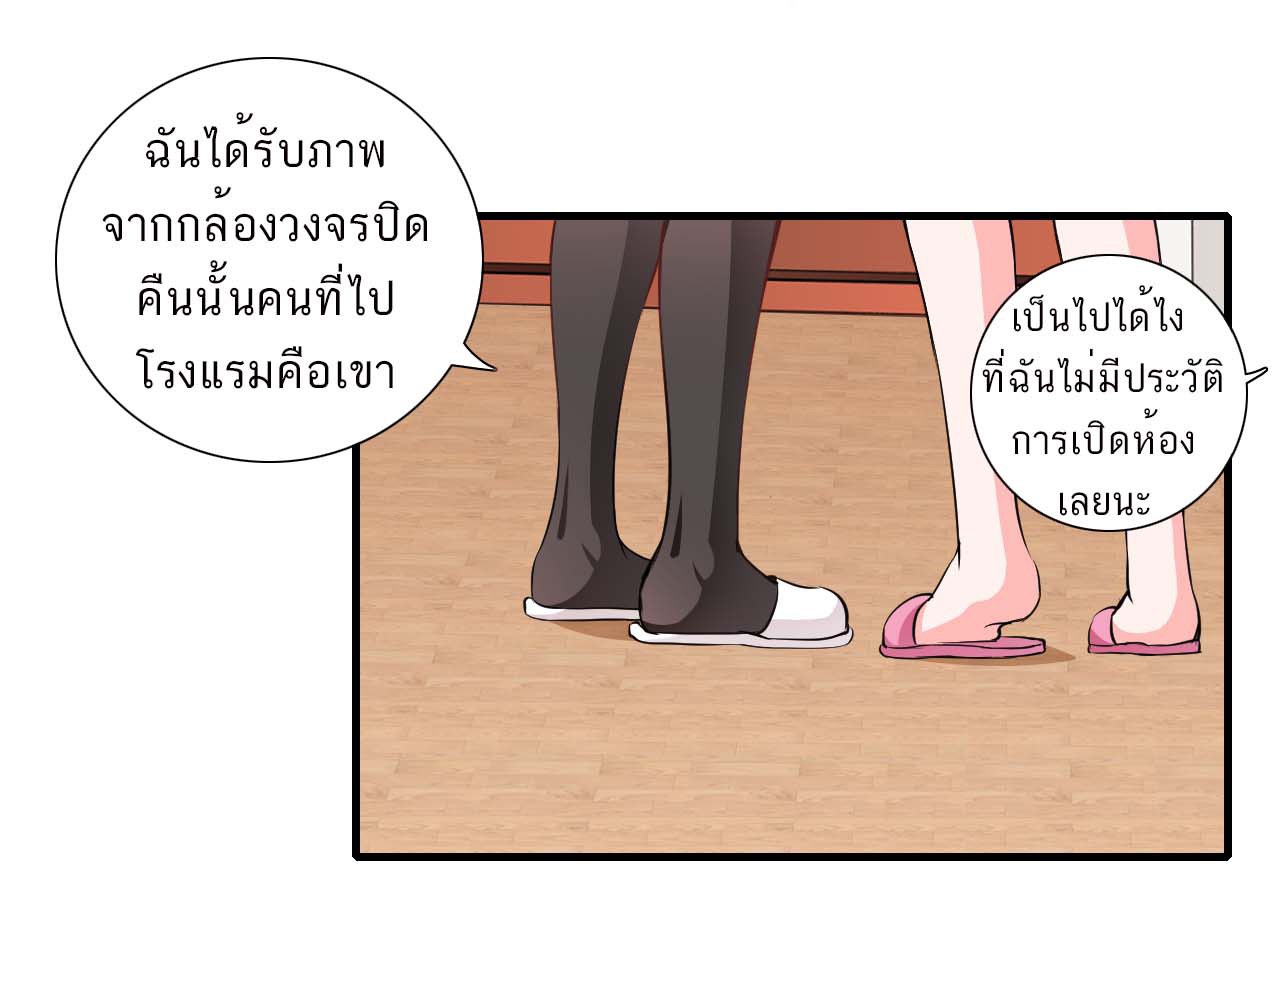 ฉันได้รับภาพ
จากกล้องวงจรปิด
คืนนั้นคนที่ไป
โรงแรมคือเขา
เป็นไปได้ไง
ที่ฉันไม่มีประวัติ
การเปิดห้อง
เลยนะ